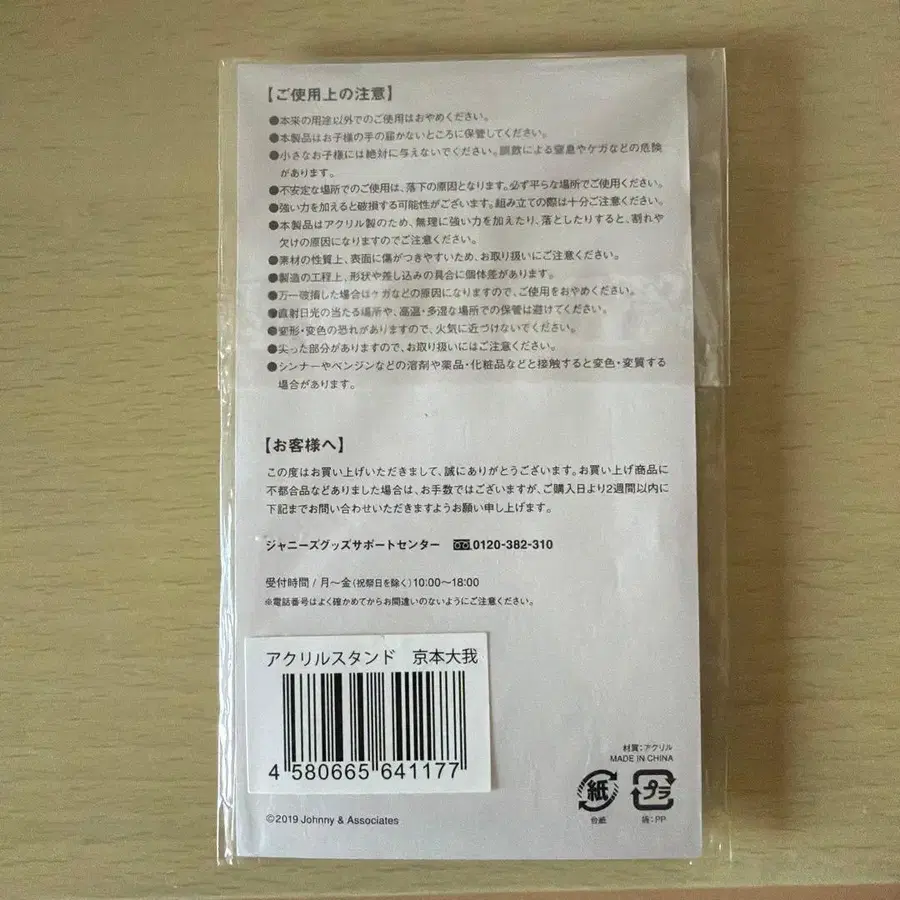 【ご使用上の注意】
●本来の用途以外でのご使用はおやめください。
●本製品はお子様の手の届かないところに保管してください。
●小さなお子様には絶対に与えないでください。誤飲による窒息やケガなどの危険
があります。
●不安定な場所でのご使用は、落下の原因となります。必ず平らな場所でご使用ください。
●強い力を加えると破損する可能性がございます。組み立ての際は十分ご注意ください。
●本製品はアクリル製のため、無理に強い力を加えたり、落としたりすると、割れや
欠けの原因になりますのでご注意ください。
●素材の性質上、表面に傷がつきやすいため、お取り扱いにご注意ください。
●製造の工程上、形状や差し込みの具合に個体差があります。
●万一破損した場合はケガなどの原因になりますので、ご使用をおやめください。
●直射日光の当たる場所や、高温・多湿な場所での保管は避けてください。
●変形・変色の恐れがありますので、火気に近づけないでください。
●尖った部分がありますので、お取り扱いにはご注意ください。
●シンナーやベンジンなどの溶剤や薬品・化粧品などと接触すると変色・変質する
場合があります。
【お客様へ】
この度はお買い上げいただきまして、誠にありがとうございます。お買い上げ商品に
不都合品などありました場合は、お手数ではございますが、ご購入日より2週間以内に
下記までお問い合わせいただきますようお願い申し上げます。
ジャニーズグッズサポートセンター 0120-382-310
受付時間/月〜金(祝祭日を除く)10:00〜18:00
※電話番号はよく確かめてからお間違いのないようにご注意ください。
アクリルスタンド 京本大我
4 580665 641177
材質:アクリル
MADE IN CHINA
紙 プラ
台紙 袋:PP
©2019 Johnny & Associates